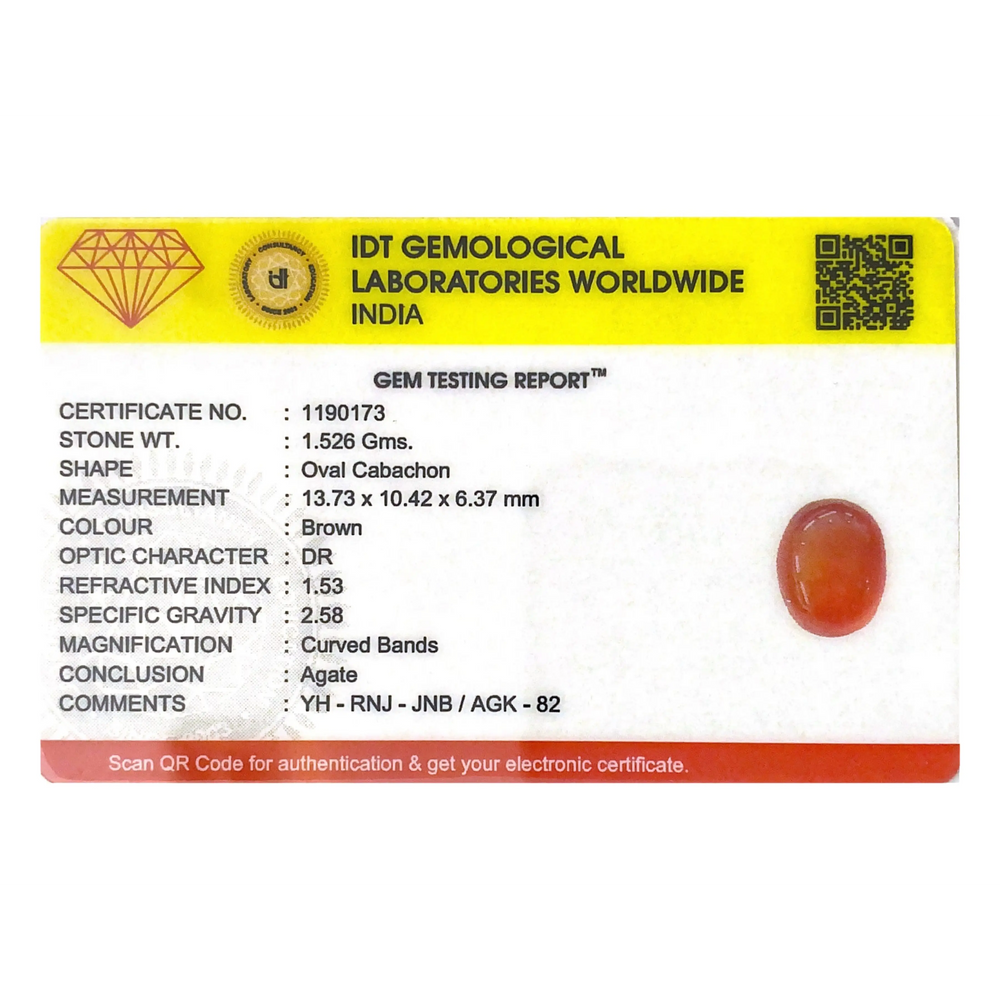 IDT GEMOLOGICAL
LABORATORIES WORLDWIDE
INDIA
GEM TESTING REPORT™
CERTIFICATE NO. : 1190173
STONE WT. : 1.526 Gms.
SHAPE : Oval Cabachon
MEASUREMENT : 13.73 x 10.42 x 6.37 mm
COLOUR : Brown
OPTIC CHARACTER : DR
REFRACTIVE INDEX : 1.53
SPECIFIC GRAVITY : 2.58
MAGNIFICATION : Curved Bands
CONCLUSION : Agate
COMMENTS : YH - RNJ - JNB / AGK - 82
Scan QR Code for authentication & get your electronic certificate.